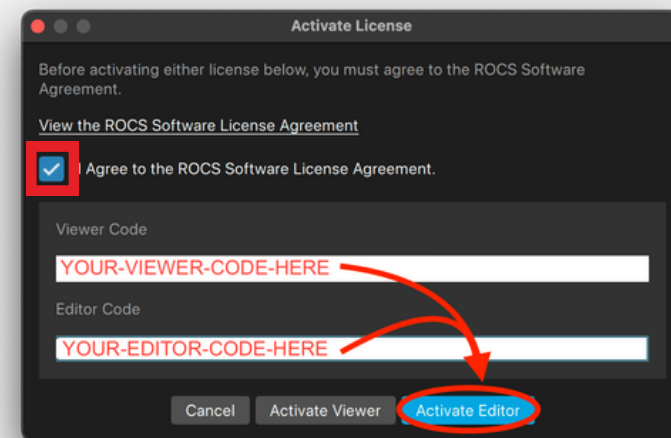 Activate License
Before activating either license below, you must agree to the ROCS Software
Agreement.
View the ROCS Software License Agreement
I Agree to the ROCS Software License Agreement.
Viewer Code
YOUR-VIEWER-CODE-HERE
Editor Code
YOUR-EDITOR-CODE-HERE
Cancel Activate Viewer Activate Editor